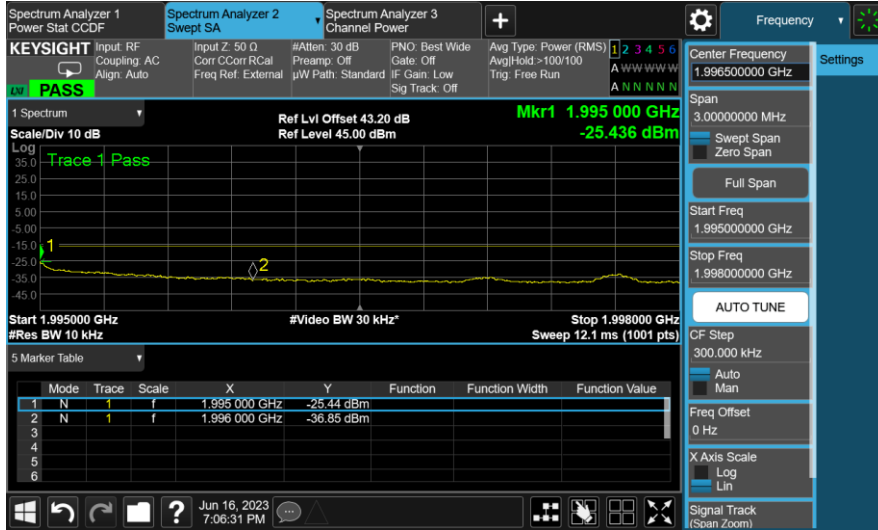 Spectrum Analyzer 1
Power Stat CCDF
Spectrum Analyzer 2
Swept SA
Spectrum Analyzer 3
Channel Power
Frequency
KEYSIGHT
Input: RF
Coupling: AC
Align: Auto
Input Z: 50 Ω
Corr CCorr RCal
Freq Ref: External
#Atten: 30 dB
Preamp: Off
µW Path: Standard
PNO: Best Wide
Gate: Off
IF Gain: Low
Sig Track: Off
Avg Type: Power (RMS)
Avg|Hold:>100/100
Trig: Free Run
1 2 3 4 5 6
A W W W W W
A N N N N N
LXI
PASS
1 Spectrum
Scale/Div 10 dB
Ref Lvl Offset 43.20 dB
Ref Level 45.00 dBm
Mkr1 1.995 000 GHz
-25.436 dBm
Log
Trace 1 Pass
35.0
25.0
15.0
5.00
-5.00
-15.0
-25.0
-35.0
-45.0
1
2
Start 1.995000 GHz
#Video BW 30 kHz*
Stop 1.998000 GHz
#Res BW 10 kHz
Sweep 12.1 ms (1001 pts)
5 Marker Table
Mode Trace Scale X Y Function Function Width Function Value
1 N 1 f 1.995 000 GHz -25.44 dBm
2 N 1 f 1.996 000 GHz -36.85 dBm
3
4
5
6
Center Frequency
1.996500000 GHz
Settings
Span
3.00000000 MHz
Swept Span
Zero Span
Full Span
Start Freq
1.995000000 GHz
Stop Freq
1.998000000 GHz
AUTO TUNE
CF Step
300.000 kHz
Auto
Man
Freq Offset
0 Hz
X Axis Scale
Log
Lin
Signal Track
(Span Zoom)
?
Jun 16, 2023
7:06:31 PM